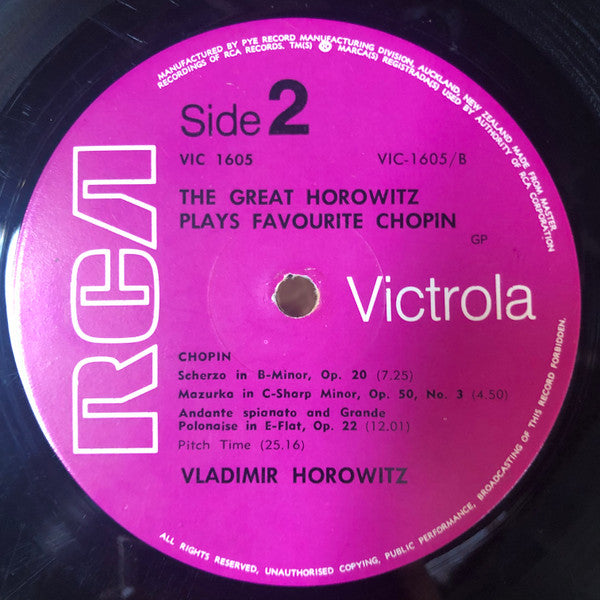 MANUFACTURED BY PYE RECORD MANUFACTURING DIVISION, AUCKLAND, NEW ZEALAND MADE FROM MASTER
RECORDINGS OF RCA RECORDS. TM(S) ® MARCA(S) REGISTRADA(S) USED BY AUTHORITY OF RCA CORPORATION
Side 2
VIC 1605
VIC-1605/B
THE GREAT HOROWITZ
PLAYS FAVOURITE CHOPIN
GP
RCA
Victrola
CHOPIN
Scherzo in B-Minor, Op. 20 (7.25)
Mazurka in C-Sharp Minor, Op. 50, No. 3 (4.50)
Andante spianato and Grande
Polonaise in E-Flat, Op. 22 (12.01)
Pitch Time (25.16)
VLADIMIR HOROWITZ
ALL RIGHTS RESERVED, UNAUTHORISED COPYING, PUBLIC PERFORMANCE, BROADCASTING OF THIS RECORD FORBIDDEN.